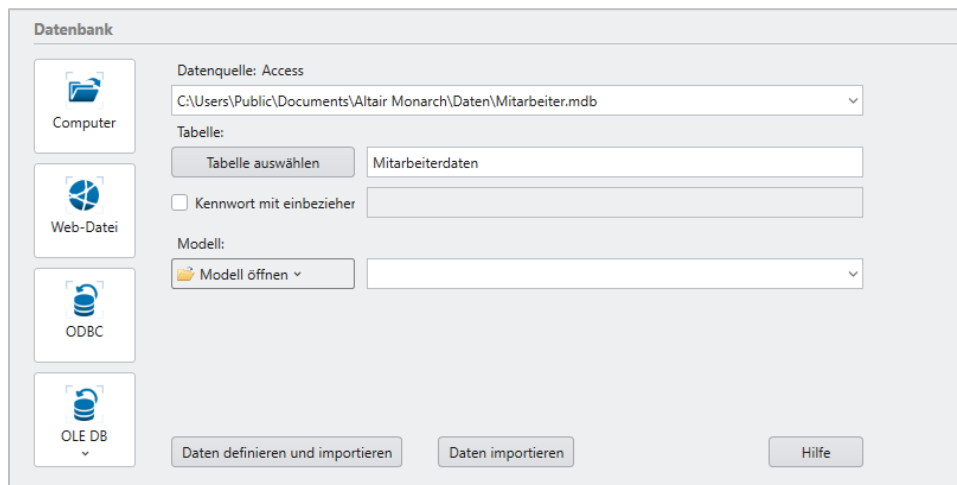 Datenbank
Computer
Web-Datei
ODBC
OLE DB
Datenquelle: Access
C:\Users\Public\Documents\Altair Monarch\Daten\Mitarbeiter.mdb
Tabelle:
Tabelle auswählen
Mitarbeiterdaten
Kennwort mit einbeziehen
Modell:
Modell öffnen
Daten definieren und importieren
Daten importieren
Hilfe